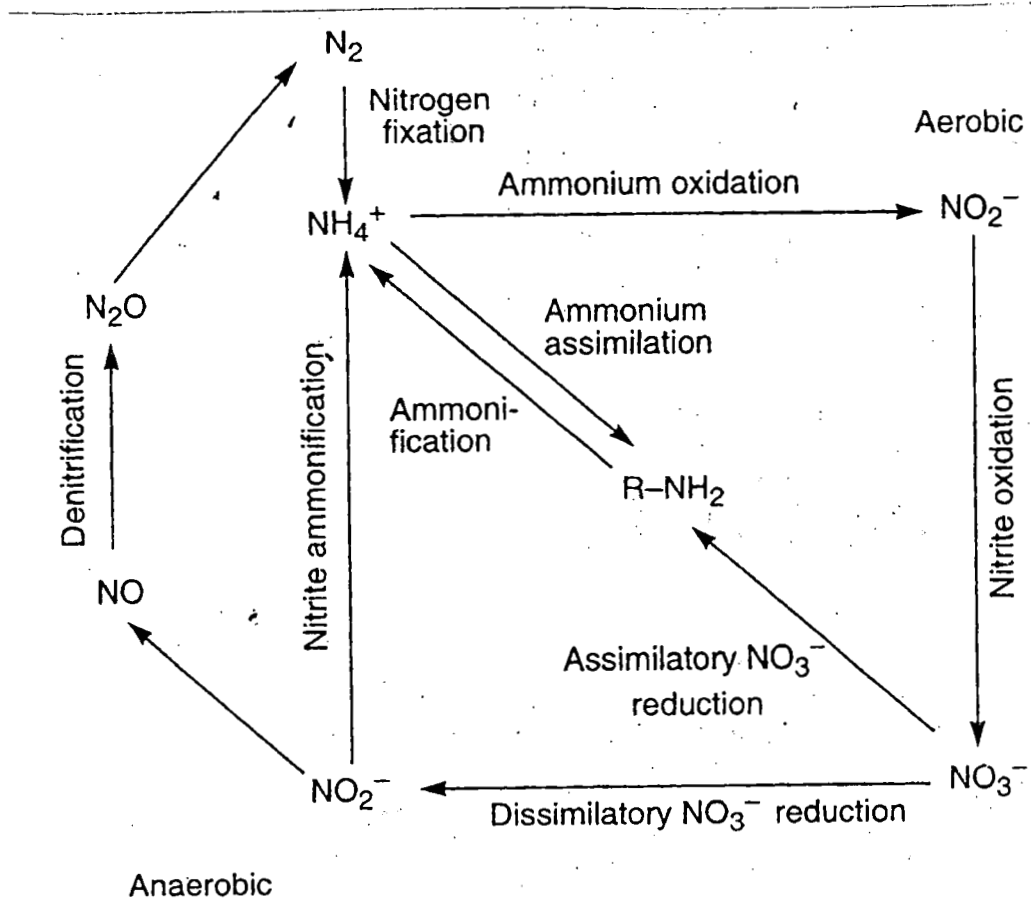 N₂
Nitrogen
fixation
Aerobic
Ammonium oxidation
NH₄⁺
NO₂⁻
N₂O
Ammonium
assimilation
Denitrification
Nitrite ammonification
Ammoni-
fication
Nitrite oxidation
R–NH₂
NO
Assimilatory NO₃⁻
reduction
NO₂⁻
NO₃⁻
Dissimilatory NO₃⁻ reduction
Anaerobic